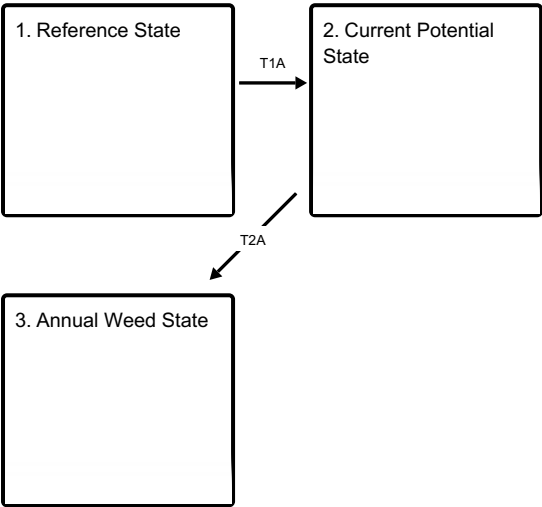 1. Reference State
T1A
2. Current Potential
State
T2A
3. Annual Weed State